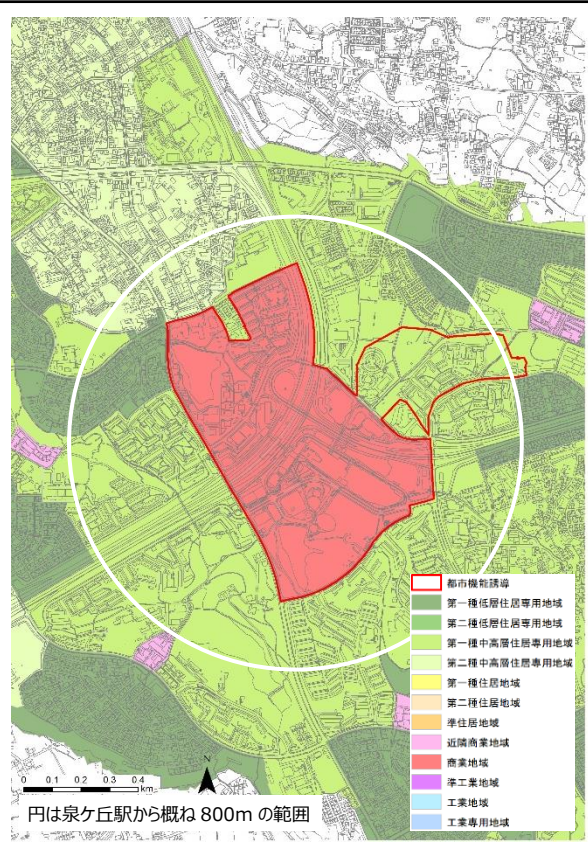 都市機能誘導
第一種低層住居専用地域
第二種低層住居専用地域
第一種中高層住居専用地域
第二種中高層住居専用地域
第一種住居地域
第二種住居地域
準住居地域
近隣商業地域
商業地域
準工業地域
工業地域
工業専用地域
N
0 0.1 0.2 0.3 0.4
km
円は泉ケ丘駅から概ね 800m の範囲